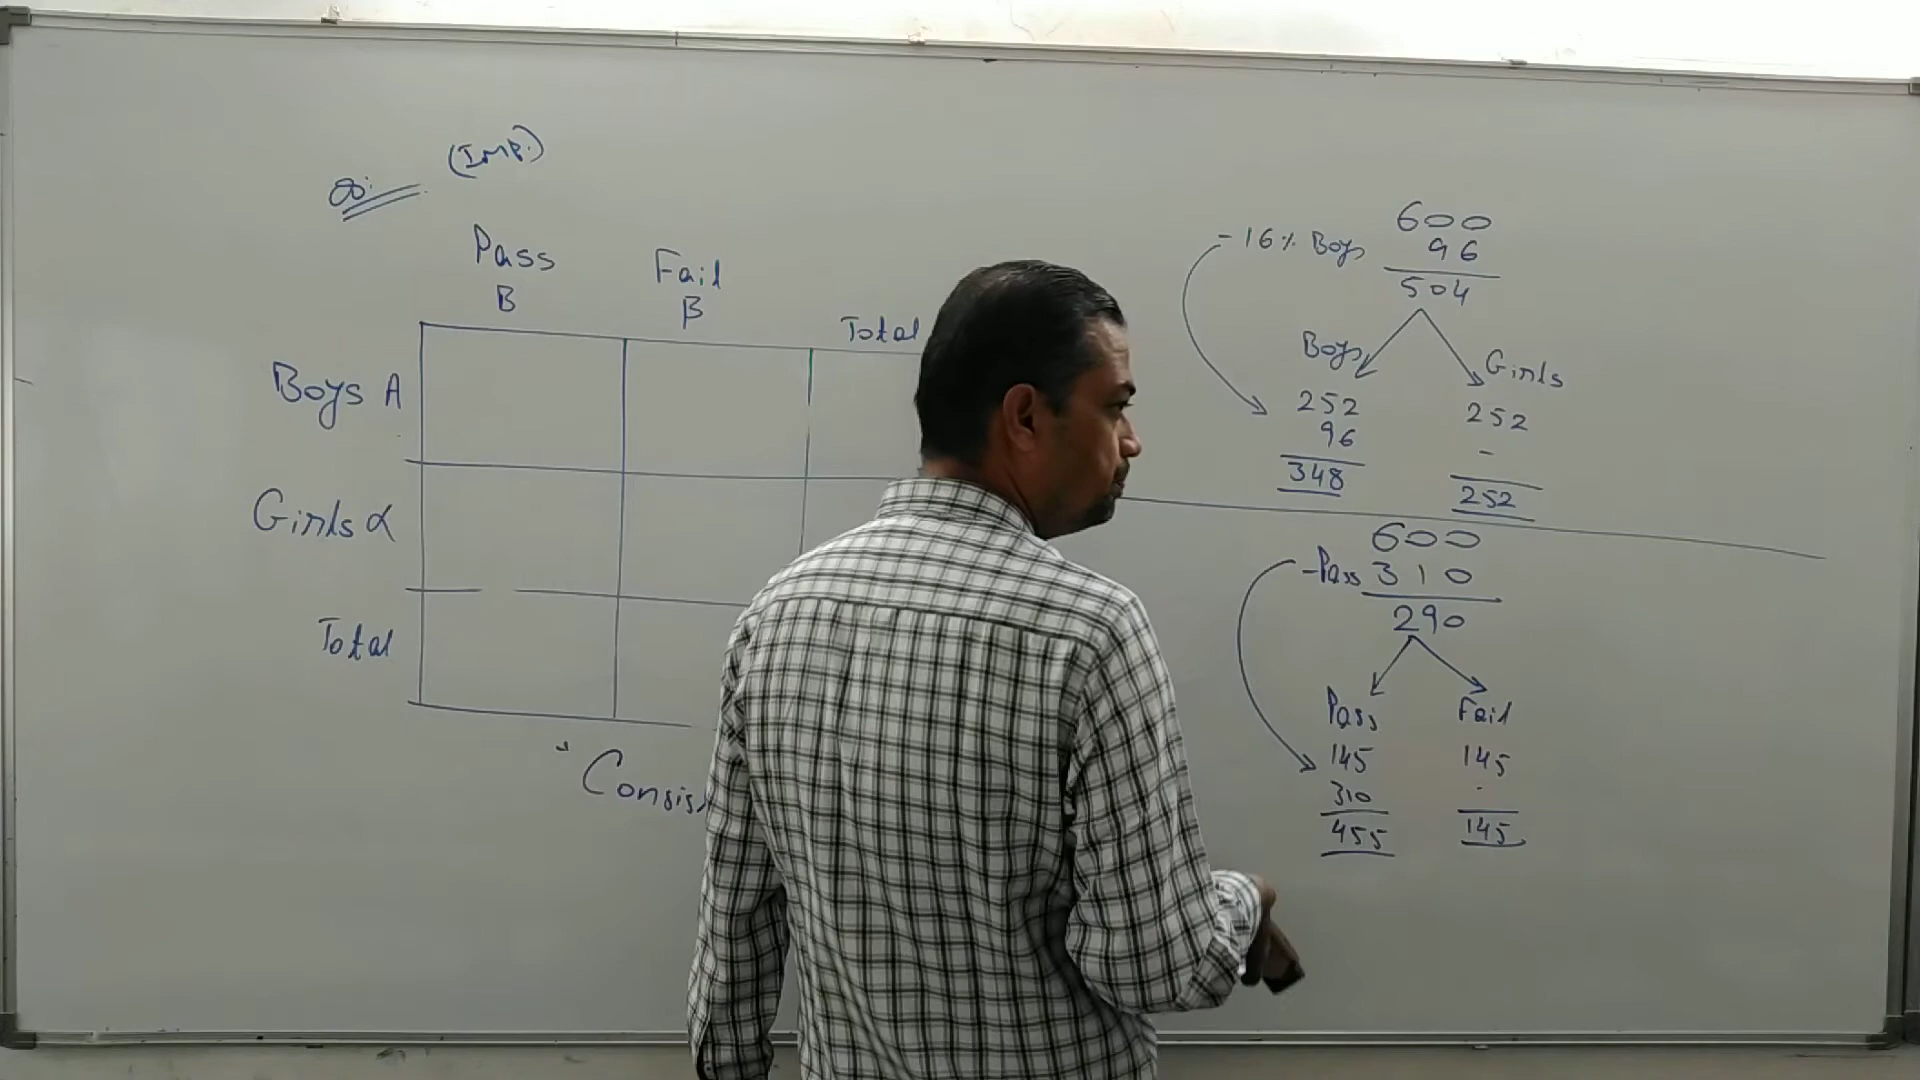 Q:
(IMP.)
Pass Fail
B β
Total
Boys A
Girls α
Total
600
- 16% Boys 96
504
Boys Girls
252 252
96 -
348 252
600
- Pass 310
290
Pass Fail
145 145
310 -
455 145